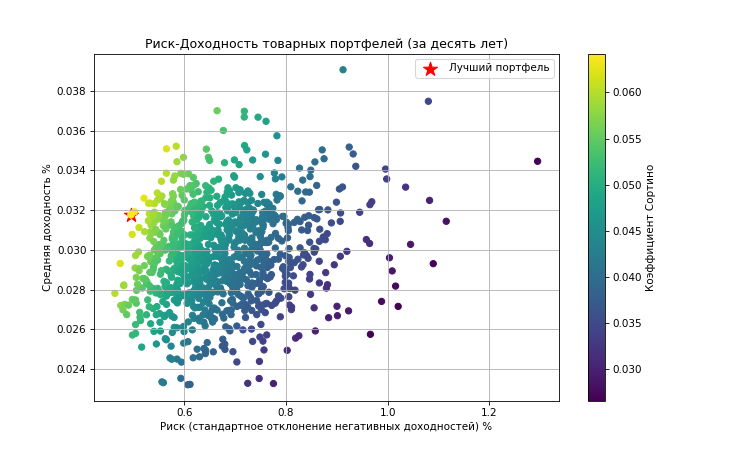 Риск-Доходность товарных портфелей (за десять лет)
Лучший портфель
Средняя доходность %
0.038
0.036
0.034
0.032
0.030
0.028
0.026
0.024
0.6 0.8 1.0 1.2
Риск (стандартное отклонение негативных доходностей) %
0.060
0.055
0.050
0.045
0.040
0.035
0.030
Коэффициент Сортино